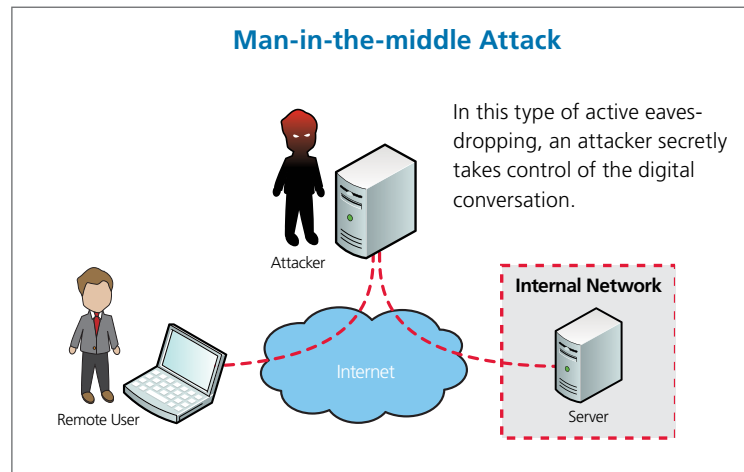 Man-in-the-middle Attack
In this type of active eaves-
dropping, an attacker secretly
takes control of the digital
conversation.
Attacker
Internal Network
Internet
Remote User
Server